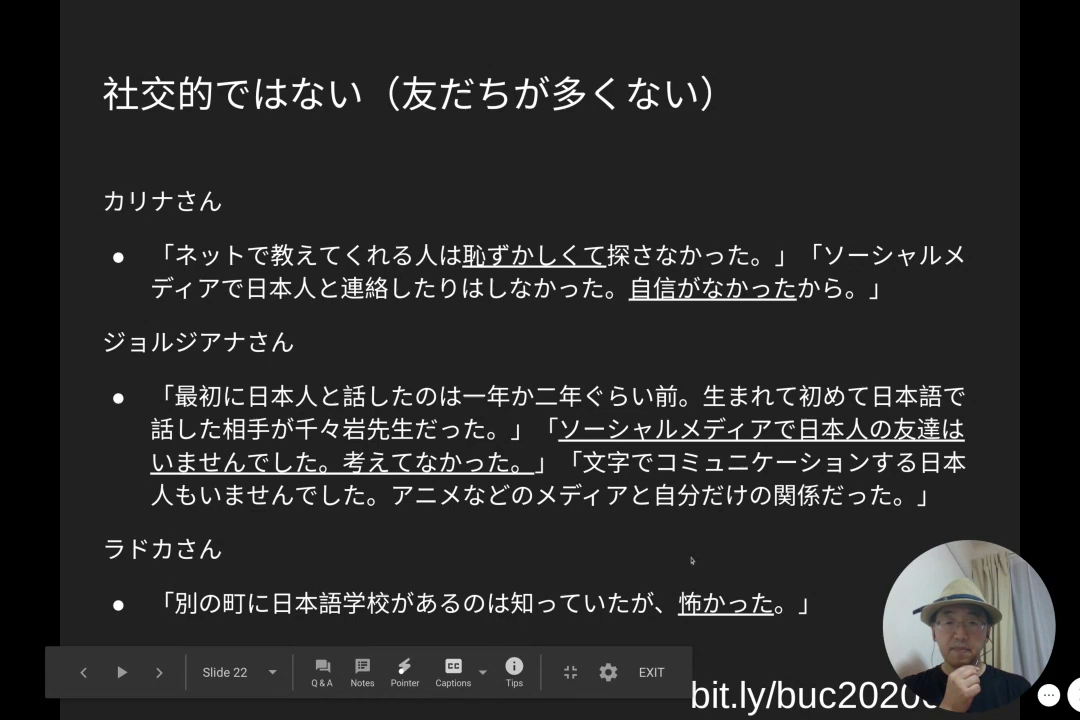 社交的ではない（友だちが多くない）
カリナさん
● 「ネットで教えてくれる人は恥ずかしくて探さなかった。」「ソーシャルメ
ディアで日本人と連絡したりはしなかった。自信がなかったから。」
ジョルジアナさん
● 「最初に日本人と話したのは一年か二年ぐらい前。生まれて初めて日本語で
話した相手が千々岩先生だった。」「ソーシャルメディアで日本人の友達は
いませんでした。考えてなかった。」「文字でコミュニケーションする日本
人もいませんでした。アニメなどのメディアと自分だけの関係だった。」
ラドカさん
● 「別の町に日本語学校があるのは知っていたが、怖かった。」
Slide 22
Q & A
Notes
Pointer
CC
Captions
Tips
EXIT
bit.ly/buc2020